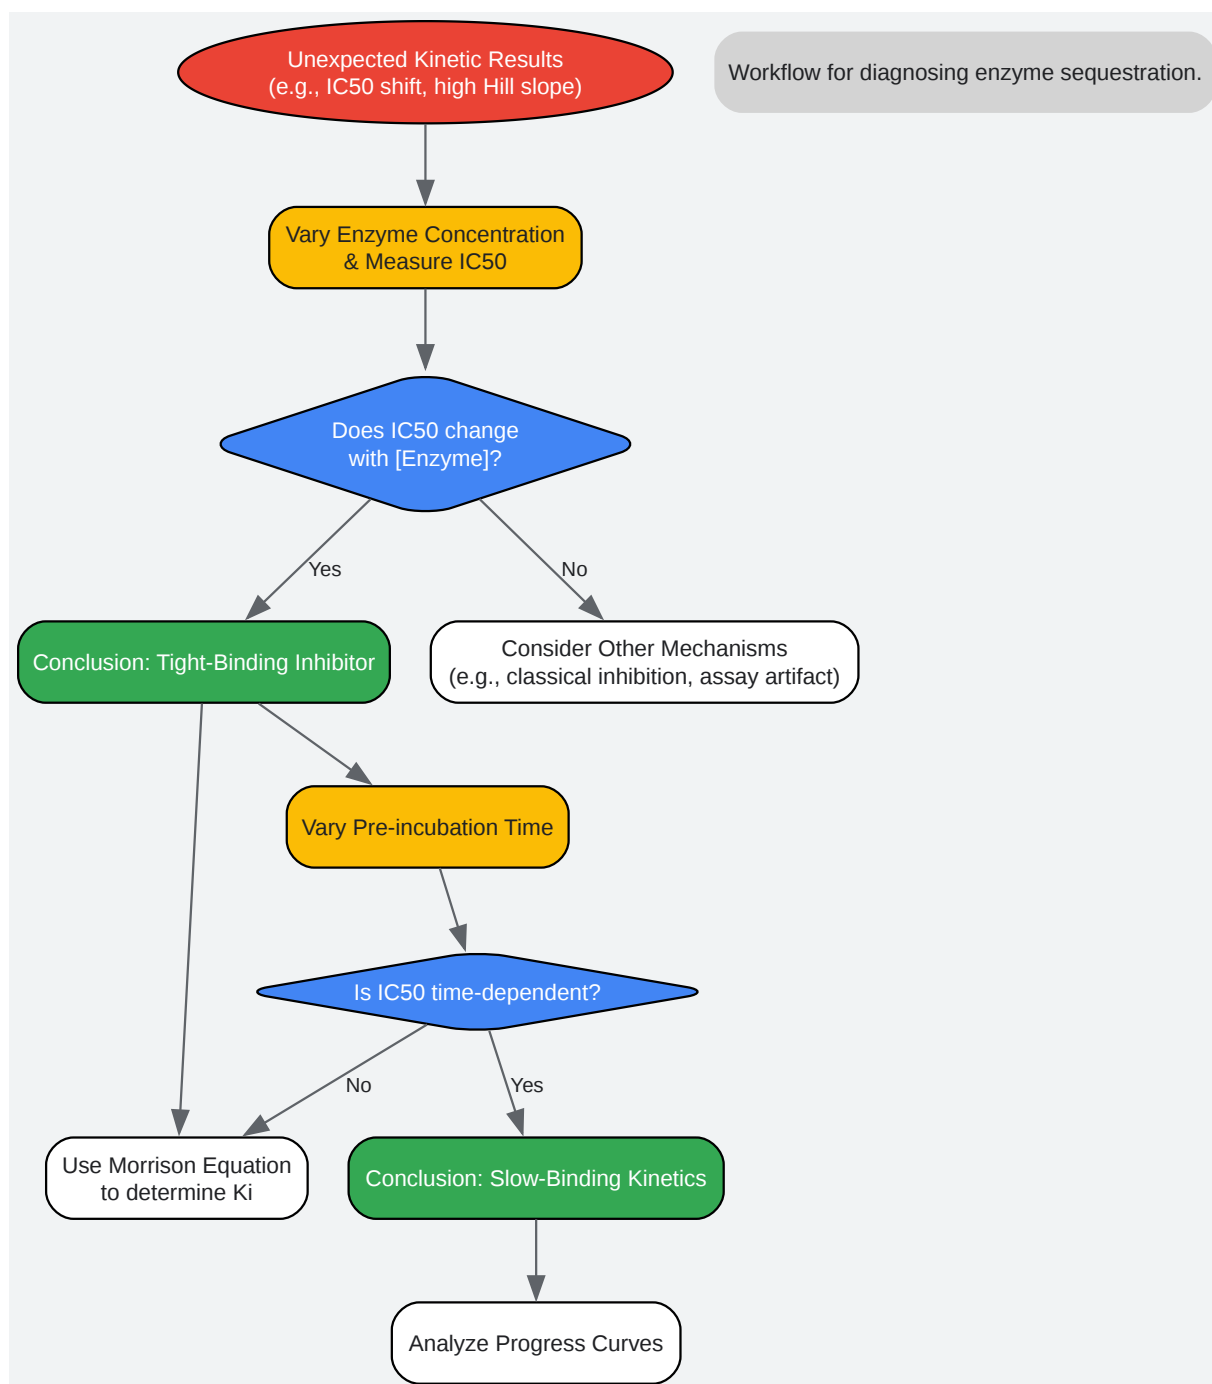 Unexpected Kinetic Results
(e.g., IC50 shift, high Hill slope)
Workflow for diagnosing enzyme sequestration.
Vary Enzyme Concentration
& Measure IC50
Does IC50 change
with [Enzyme]?
Yes
No
Conclusion: Tight-Binding Inhibitor
Consider Other Mechanisms
(e.g., classical inhibition, assay artifact)
Vary Pre-incubation Time
Is IC50 time-dependent?
No
Yes
Use Morrison Equation
to determine Ki
Conclusion: Slow-Binding Kinetics
Analyze Progress Curves